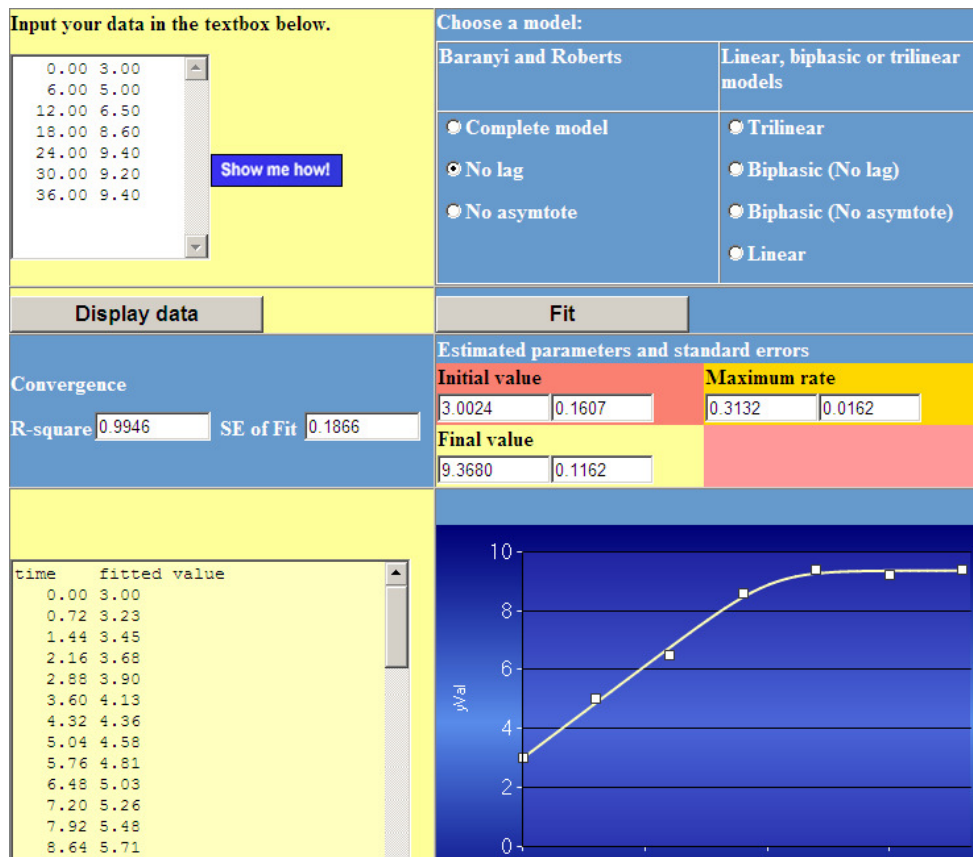 Input your data in the textbox below.
0.00 3.00
6.00 5.00
12.00 6.50
18.00 8.60
24.00 9.40
30.00 9.20
36.00 9.40
Show me how!
Choose a model:
Baranyi and Roberts
Linear, biphasic or trilinear
models
Complete model
No lag
No asymtote
Trilinear
Biphasic (No lag)
Biphasic (No asymtote)
Linear
Display data
Fit
Convergence
R-square 0.9946 SE of Fit 0.1866
Estimated parameters and standard errors
Initial value
3.0024 0.1607
Maximum rate
0.3132 0.0162
Final value
9.3680 0.1162
time fitted value
0.00 3.00
0.72 3.23
1.44 3.45
2.16 3.68
2.88 3.90
3.60 4.13
4.32 4.36
5.04 4.58
5.76 4.81
6.48 5.03
7.20 5.26
7.92 5.48
8.64 5.71
yVal
10
8
6
4
2
0